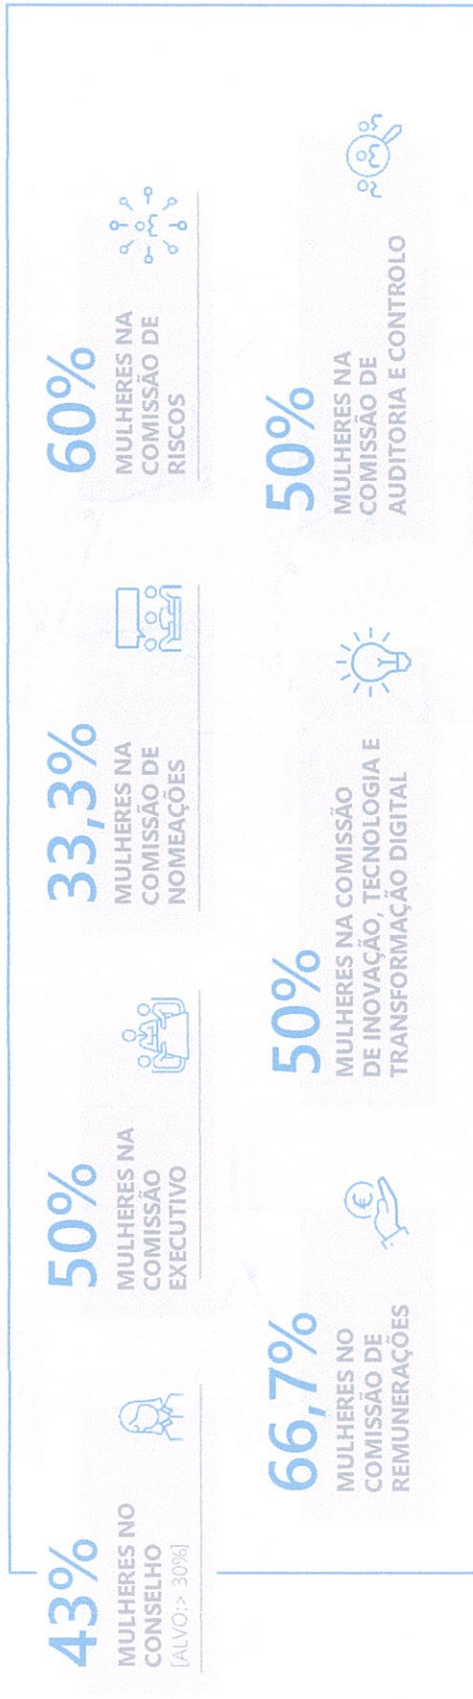 43%
MULHERES NO
CONSELHO
[ALVO:> 30%]
50%
MULHERES NA
COMISSÃO
EXECUTIVO
33,3%
MULHERES NA
COMISSÃO DE
NOMEAÇÕES
60%
MULHERES NA
COMISSÃO DE
RISCOS
66,7%
MULHERES NO
COMISSÃO DE
REMUNERAÇÕES
€
50%
MULHERES NA COMISSÃO
DE INOVAÇÃO, TECNOLOGIA E
TRANSFORMAÇÃO DIGITAL
50%
MULHERES NA
COMISSÃO DE
AUDITORIA E CONTROLO